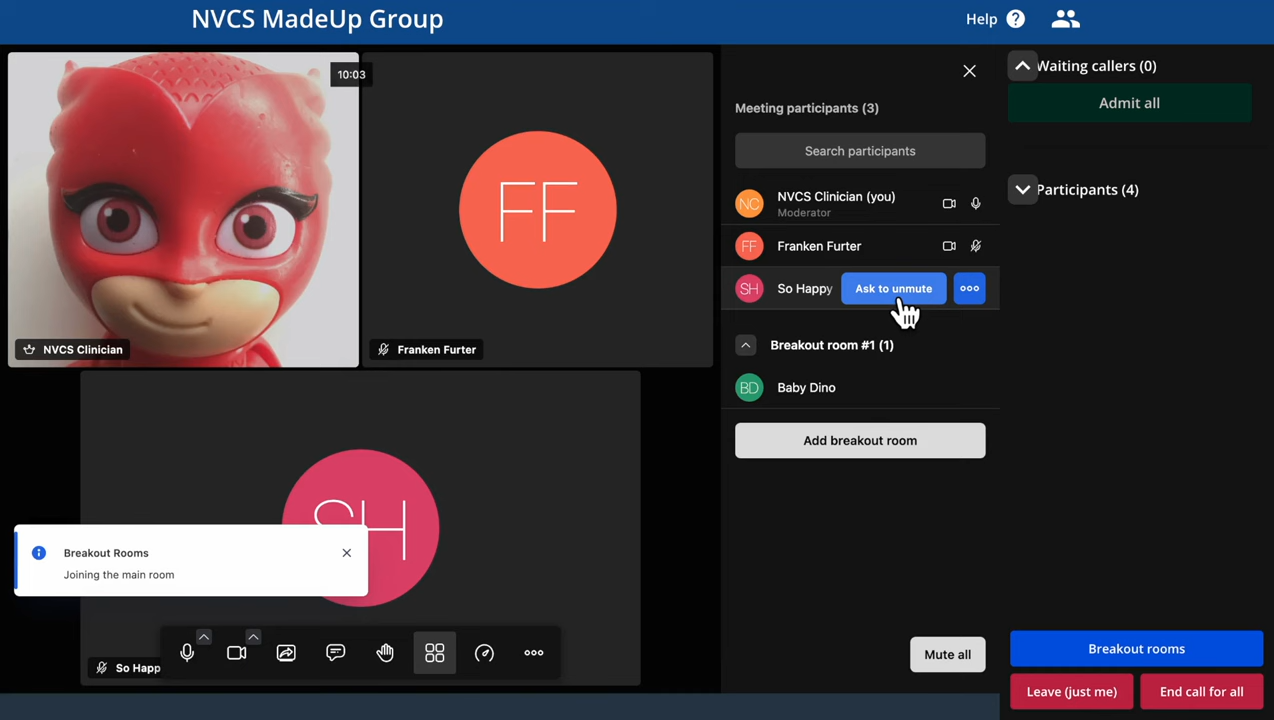 NVCS MadeUp Group
Help
10:03
NVCS Clinician
FF
Franken Furter
SH
So Happ
Breakout Rooms
Joining the main room
Meeting participants (3)
Search participants
NC
NVCS Clinician (you)
Moderator
FF
Franken Furter
SH
So Happy
Ask to unmute
Breakout room #1 (1)
BD
Baby Dino
Add breakout room
Mute all
Waiting callers (0)
Admit all
Participants (4)
Breakout rooms
Leave (just me)
End call for all